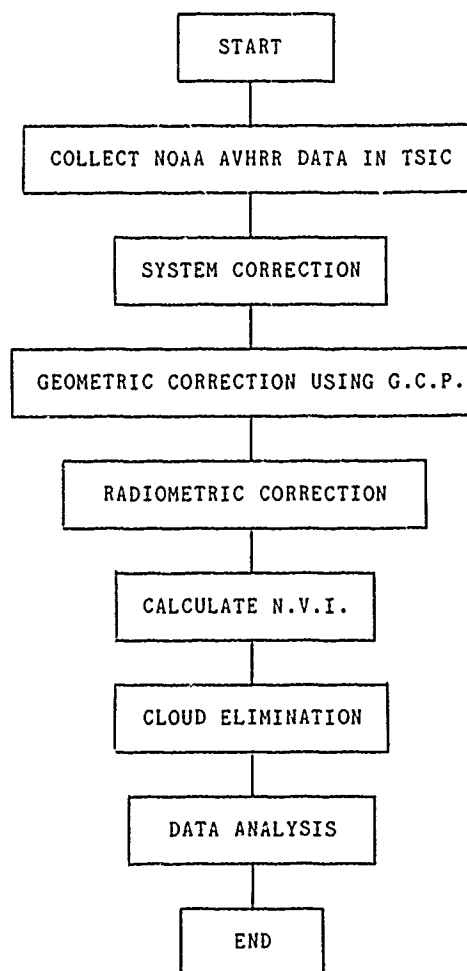 START
COLLECT NOAA AVHRR DATA IN TSIC
SYSTEM CORRECTION
GEOMETRIC CORRECTION USING G.C.P.
RADIOMETRIC CORRECTION
CALCULATE N.V.I.
CLOUD ELIMINATION
DATA ANALYSIS
END